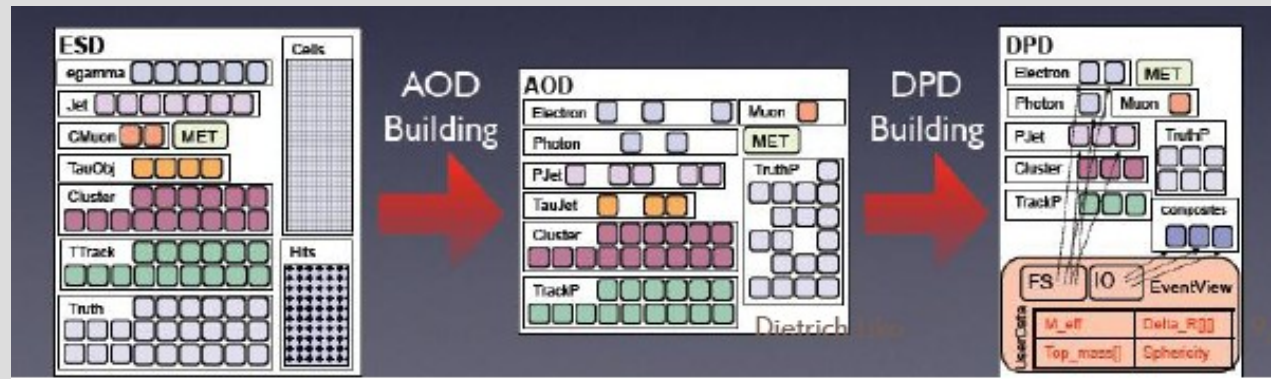 ESD
Cells
egamma
Jet
CMuon MET
TauObj
Cluster
TTrack
Hits
Truth
AOD
Building
AOD
Electron
Muon
Photon
MET
PJet
TruthP
TauJet
Cluster
TrackP
Dietrich
DPD
Building
DPD
Electron MET
Photon Muon
PJet
TruthP
Cluster
TrackP
Composites
FS IO EventView
UserData
M_eff Delta_R[][]
Top_mass[] Sphericity